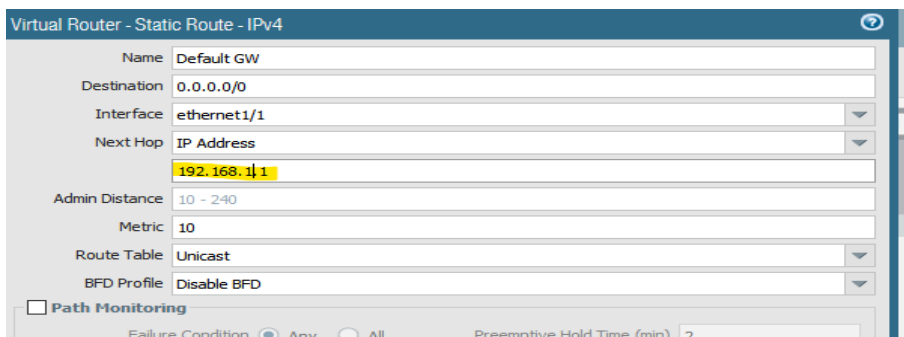 Virtual Router - Static Route - IPv4
Name Default GW
Destination 0.0.0.0/0
Interface ethernet1/1
Next Hop IP Address
192.168.1.1
Admin Distance 10 - 240
Metric 10
Route Table Unicast
BFD Profile Disable BFD
Path Monitoring
Failure Condition Any All Preemptive Hold Time (min) 2